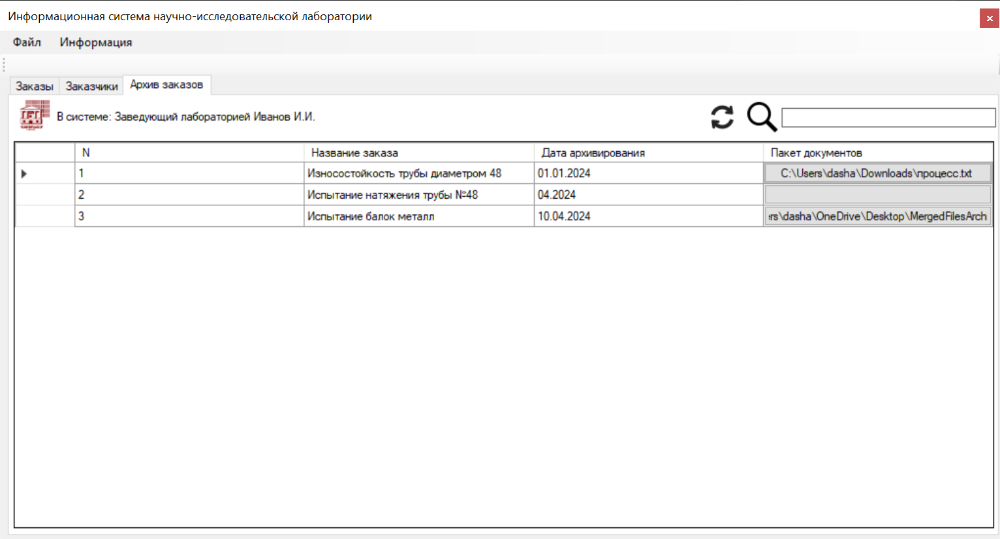 Информационная система научно-исследовательской лаборатории
x
Файл Информация
Заказы Заказчики Архив заказов
В системе: Заведующий лабораторией Иванов И.И.
N Название заказа Дата архивирования Пакет документов
1 Износостойкость трубы диаметром 48 01.01.2024 C:\Users\dasha\Downloads\процесс.txt
2 Испытание натяжения трубы №48 04.2024
3 Испытание балок металл 10.04.2024 rs\dasha\OneDrive\Desktop\MergedFilesArch